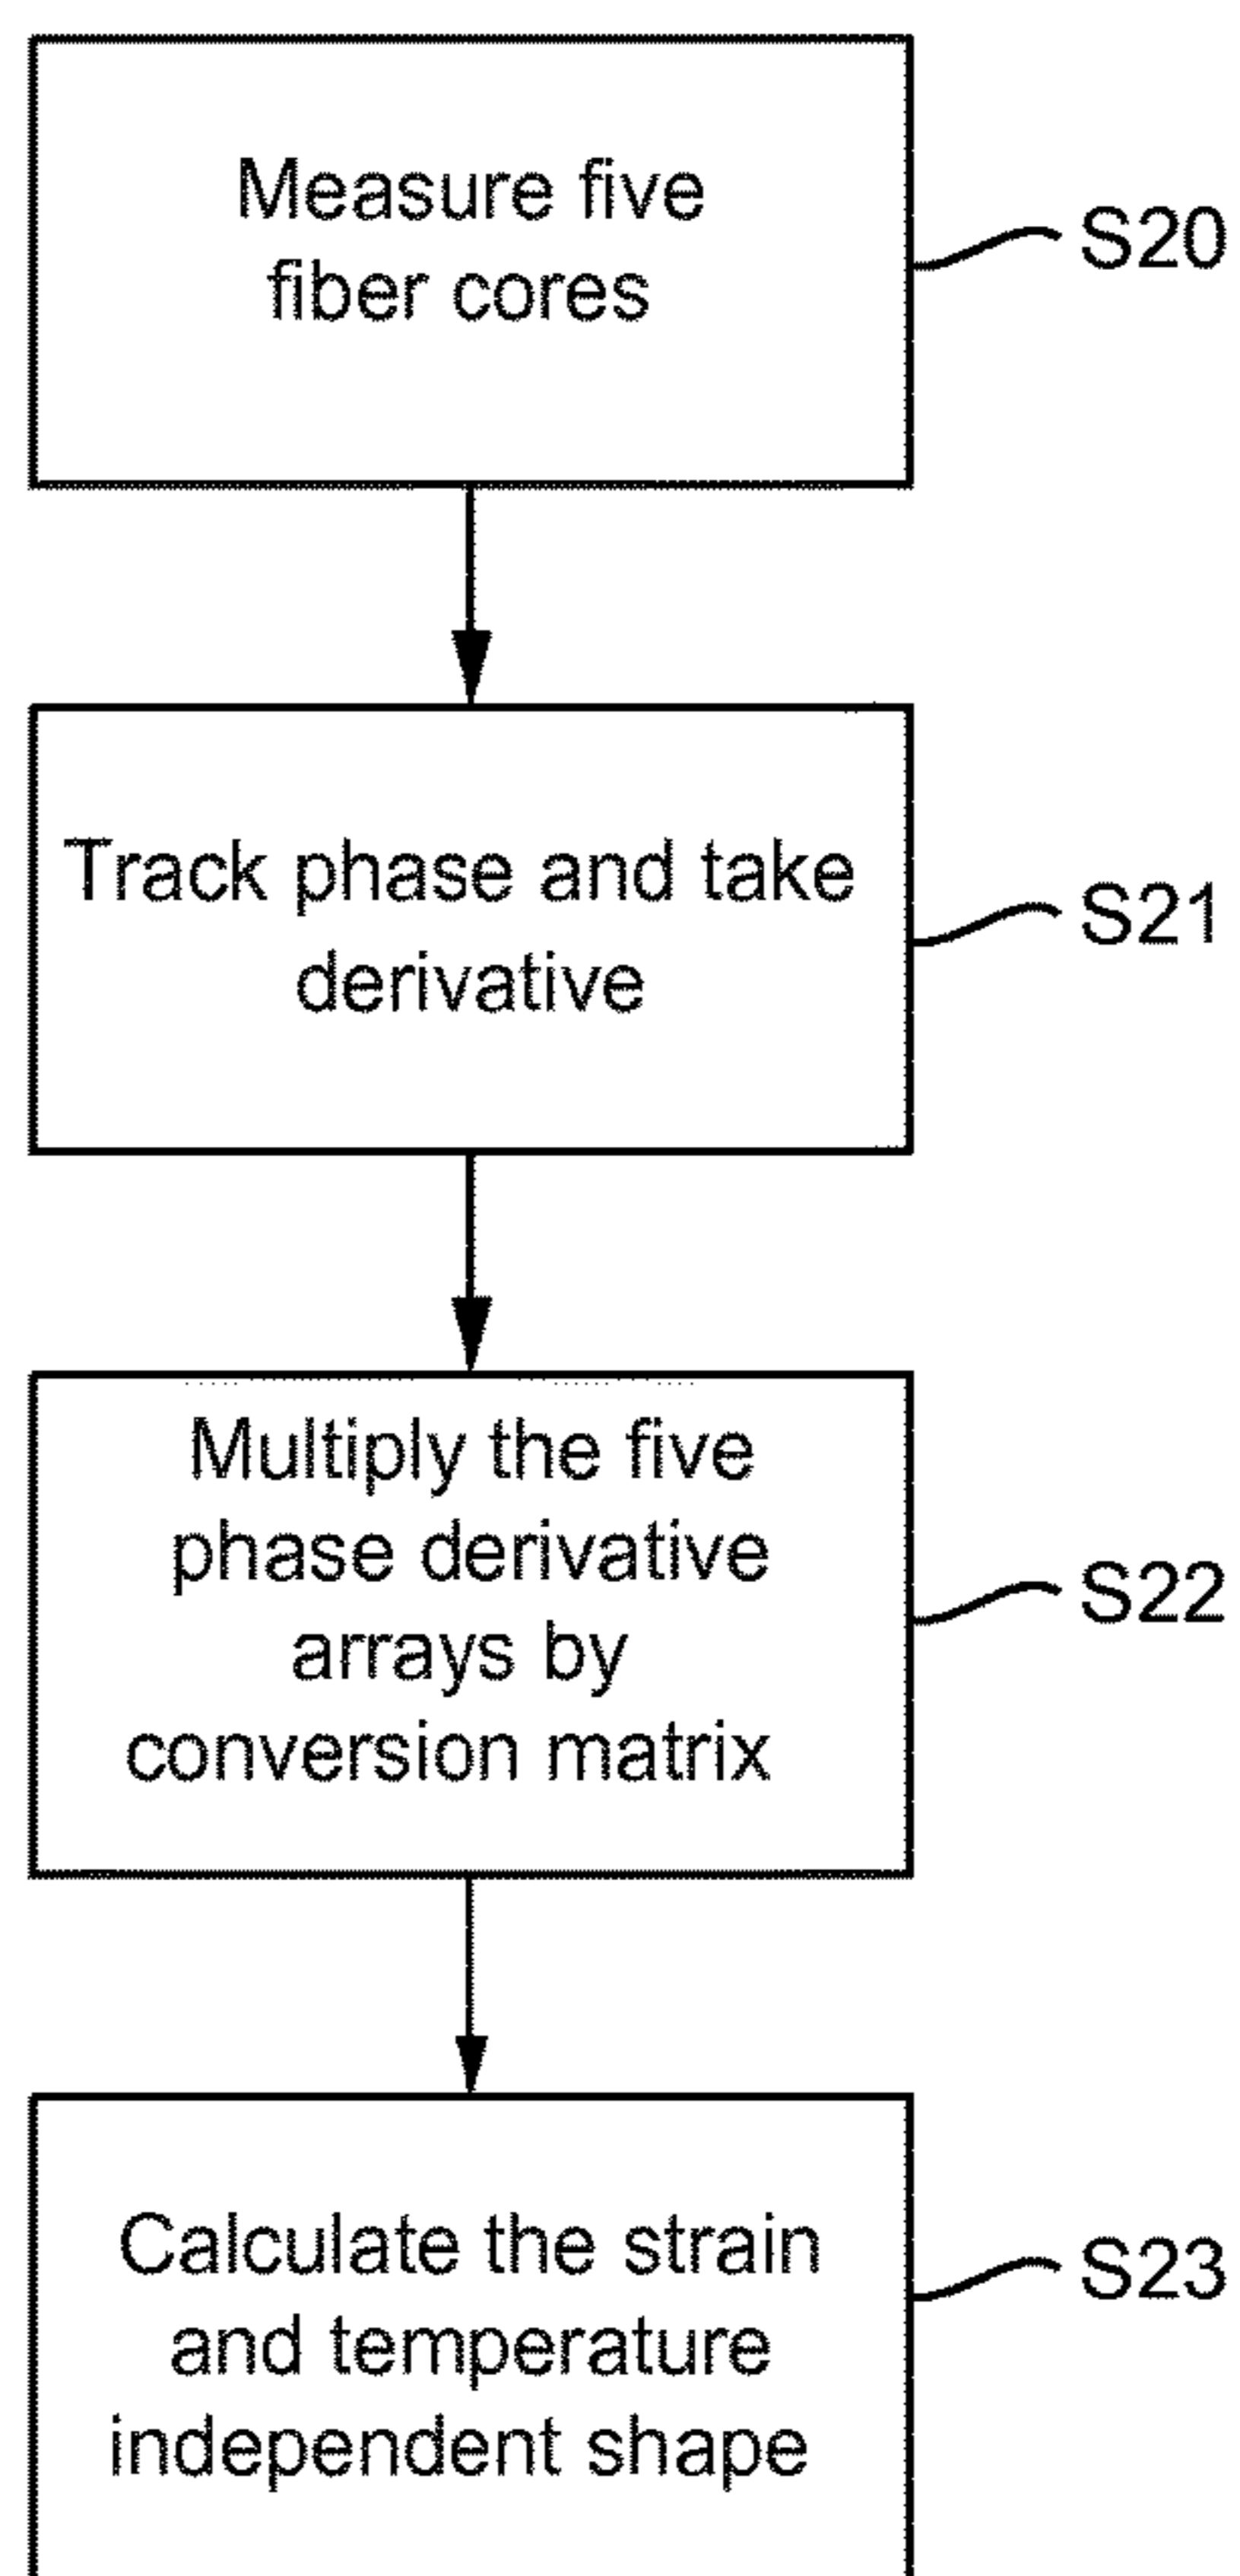 Measure five
fiber cores
S20
Track phase and take
derivative
S21
Multiply the five
phase derivative
arrays by
conversion matrix
S22
Calculate the strain
and temperature
independent shape
S23